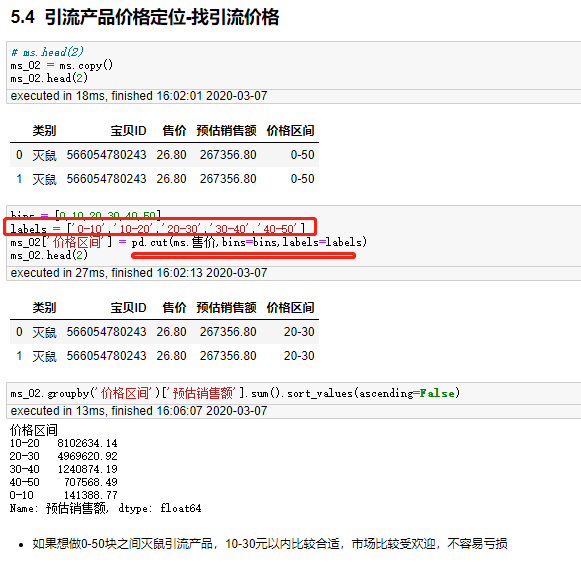 5.4 引流产品价格定位-找引流价格
# ms.head(2)
ms_02 = ms.copy()
ms_02.head(2)
executed in 18ms, finished 16:02:01 2020-03-07
类别 宝贝ID 售价 预估销售额 价格区间
0 灭鼠 566054780243 26.80 267356.80 0-50
1 灭鼠 566054780243 26.80 267356.80 0-50
bins = [0,10,20,30,40,50]
labels = ['0-10','10-20','20-30','30-40','40-50']
ms_02['价格区间'] = pd.cut(ms.售价,bins=bins,labels=labels)
ms_02.head(2)
executed in 27ms, finished 16:02:13 2020-03-07
类别 宝贝ID 售价 预估销售额 价格区间
0 灭鼠 566054780243 26.80 267356.80 20-30
1 灭鼠 566054780243 26.80 267356.80 20-30
ms_02.groupby('价格区间')['预估销售额'].sum().sort_values(ascending=False)
executed in 13ms, finished 16:06:07 2020-03-07
价格区间
10-20 8102634.14
20-30 4969620.92
30-40 1240874.19
40-50 707568.49
0-10 141388.77
Name: 预估销售额, dtype: float64
• 如果想做0-50块之间灭鼠引流产品，10-30元以内比较合适，市场比较受欢迎，不容易亏损